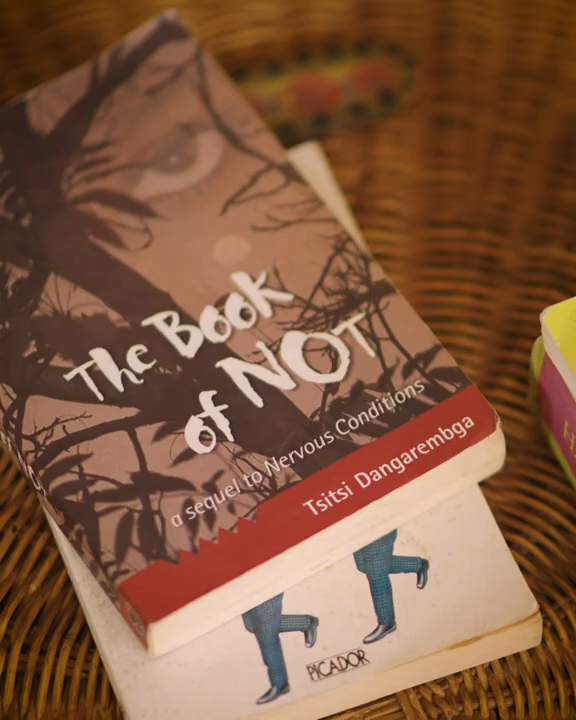 The Book
of NOT
a sequel to Nervous Conditions
Tsitsi Dangarembga
PICADOR